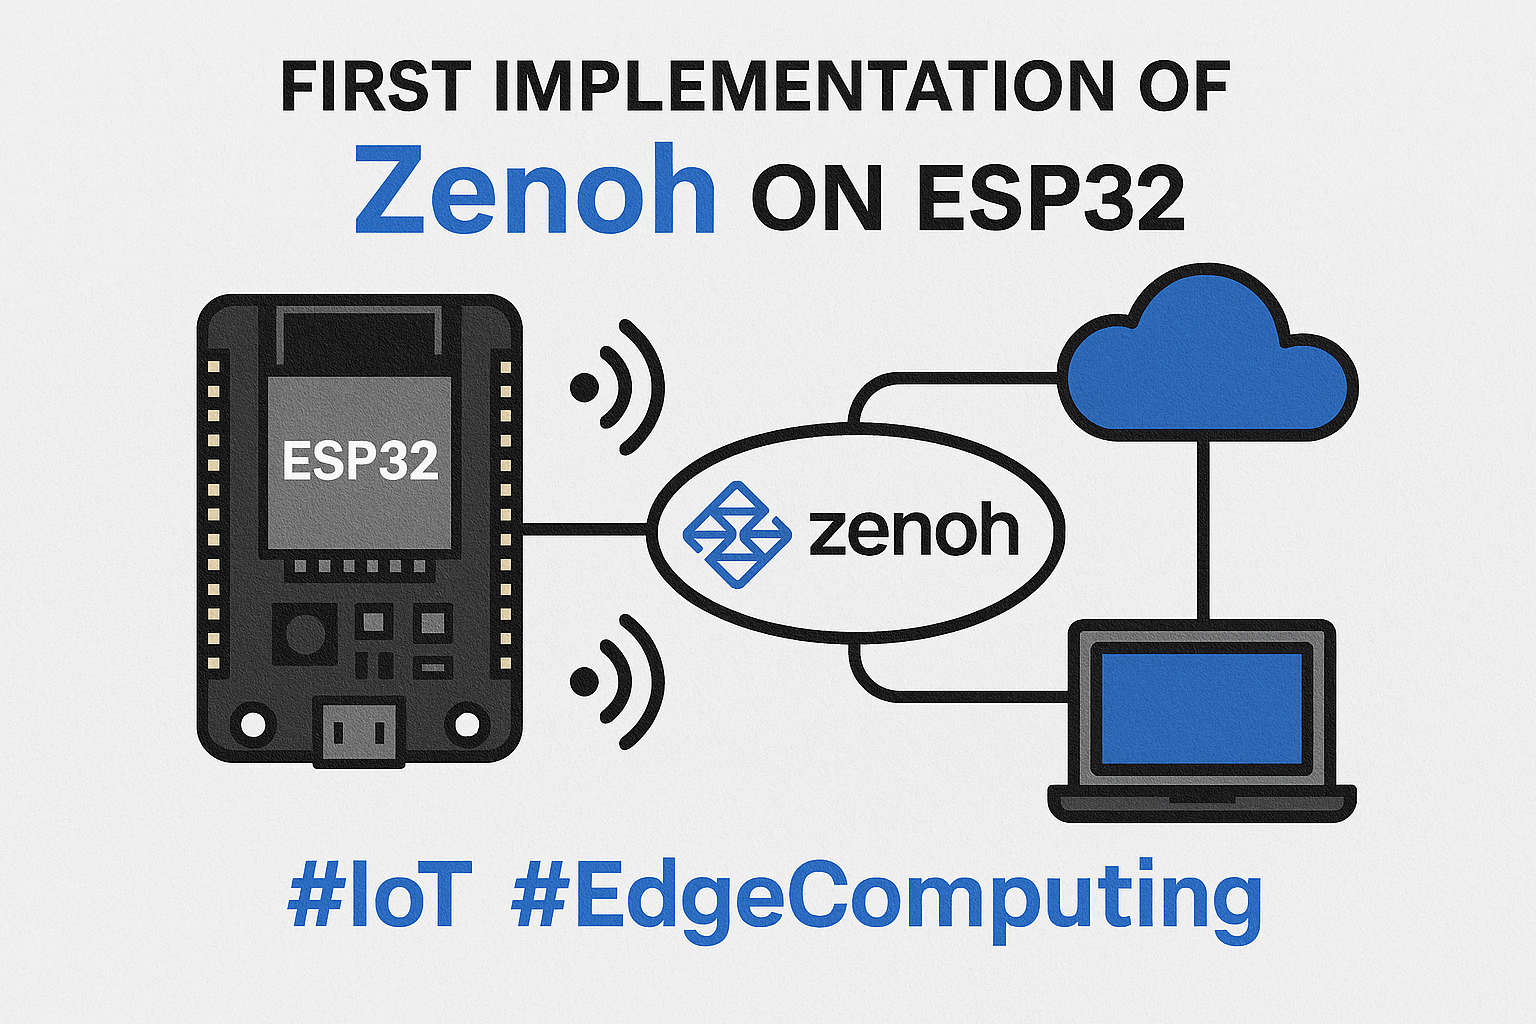 FIRST IMPLEMENTATION OF
Zenoh ON ESP32
ESP32
zenoh
#IoT #EdgeComputing